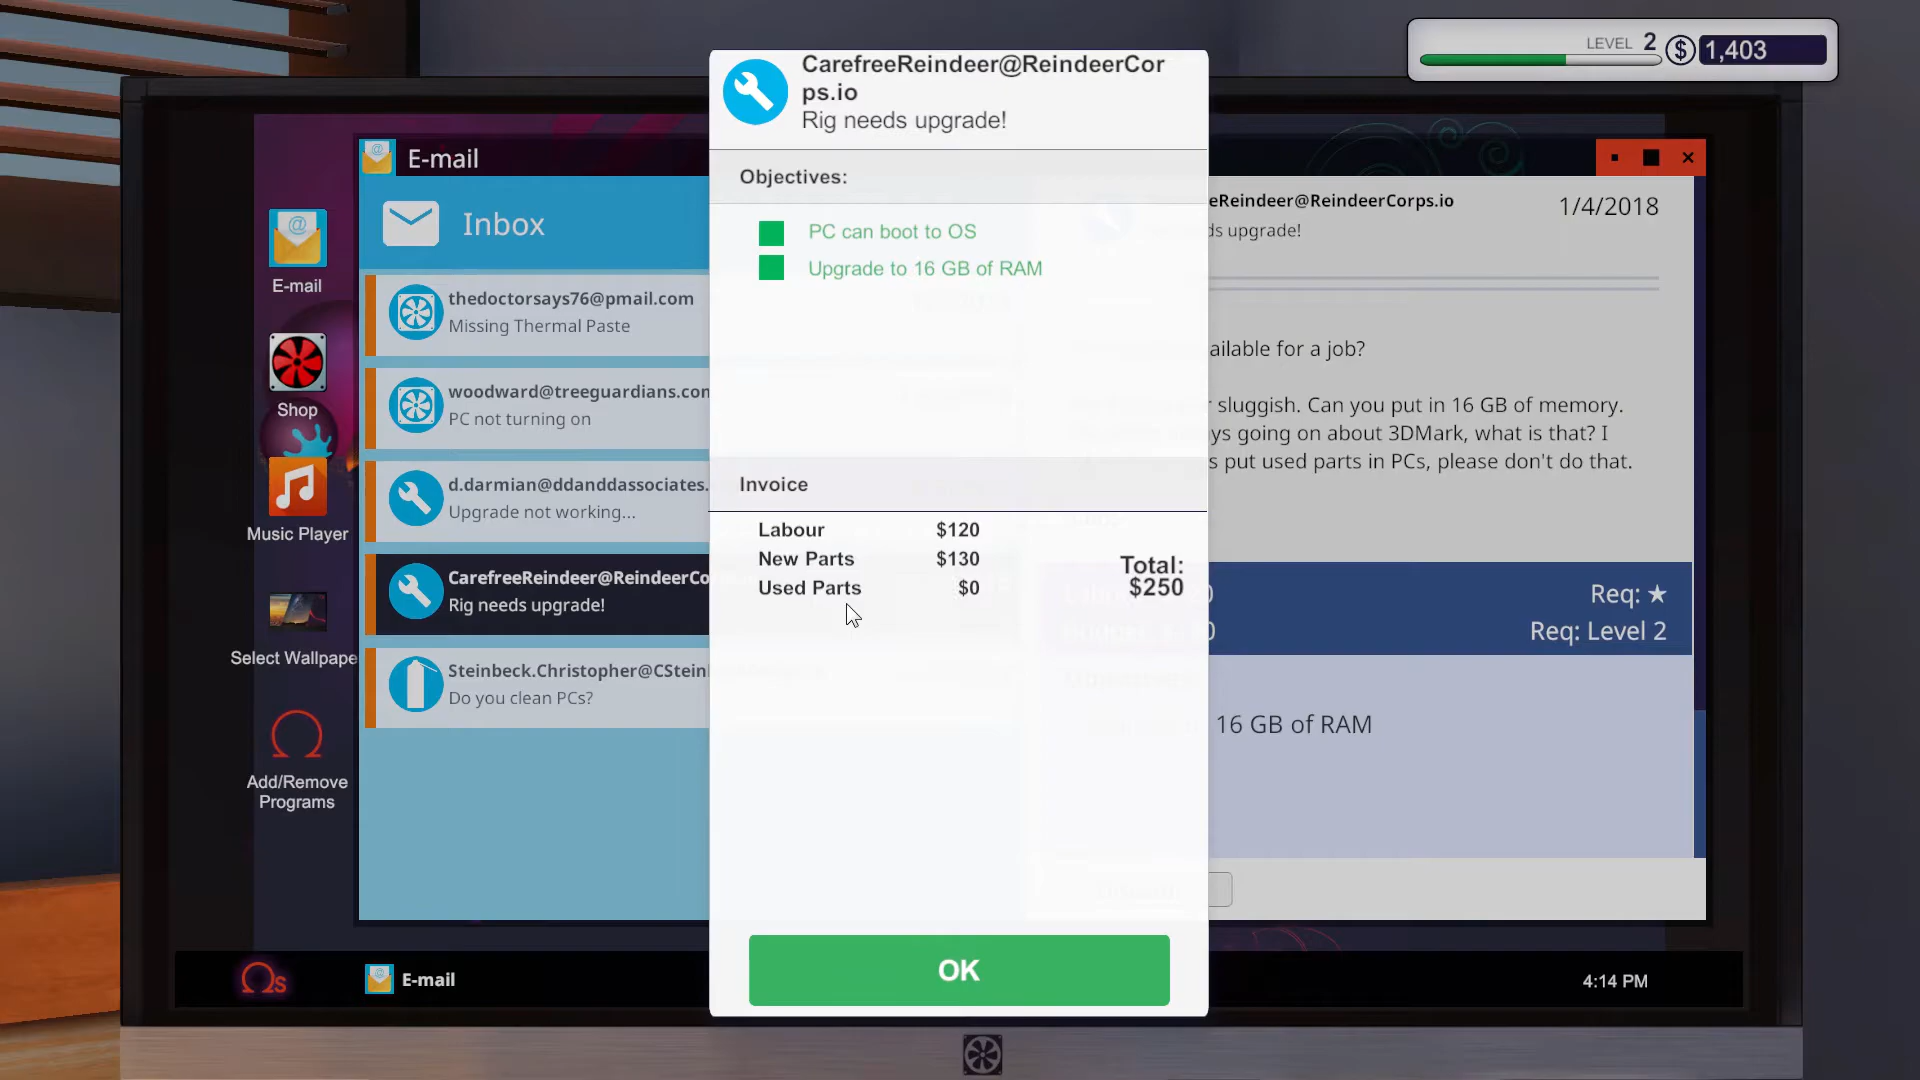 LEVEL 2
$ 1,403
CarefreeReindeer@ReindeerCor
ps.io
Rig needs upgrade!
Objectives:
PC can boot to OS
Upgrade to 16 GB of RAM
Invoice
Labour $120
New Parts $130
Used Parts $0
Total:
$250
OK
E-mail
Inbox
thedoctorsays76@pmail.com
Missing Thermal Paste
woodward@treeguardians.com
PC not turning on
d.darmian@ddanddassociates.
Upgrade not working...
CarefreeReindeer@ReindeerCo
Rig needs upgrade!
Steinbeck.Christopher@CStein
Do you clean PCs?
eReindeer@ReindeerCorps.io
1/4/2018
ds upgrade!
ailable for a job?
r sluggish. Can you put in 16 GB of memory.
ys going on about 3DMark, what is that? I
s put used parts in PCs, please don't do that.
Req: ★
Req: Level 2
16 GB of RAM
E-mail
Shop
Music Player
Select Wallpape
Add/Remove
Programs
Ωs
E-mail
4:14 PM